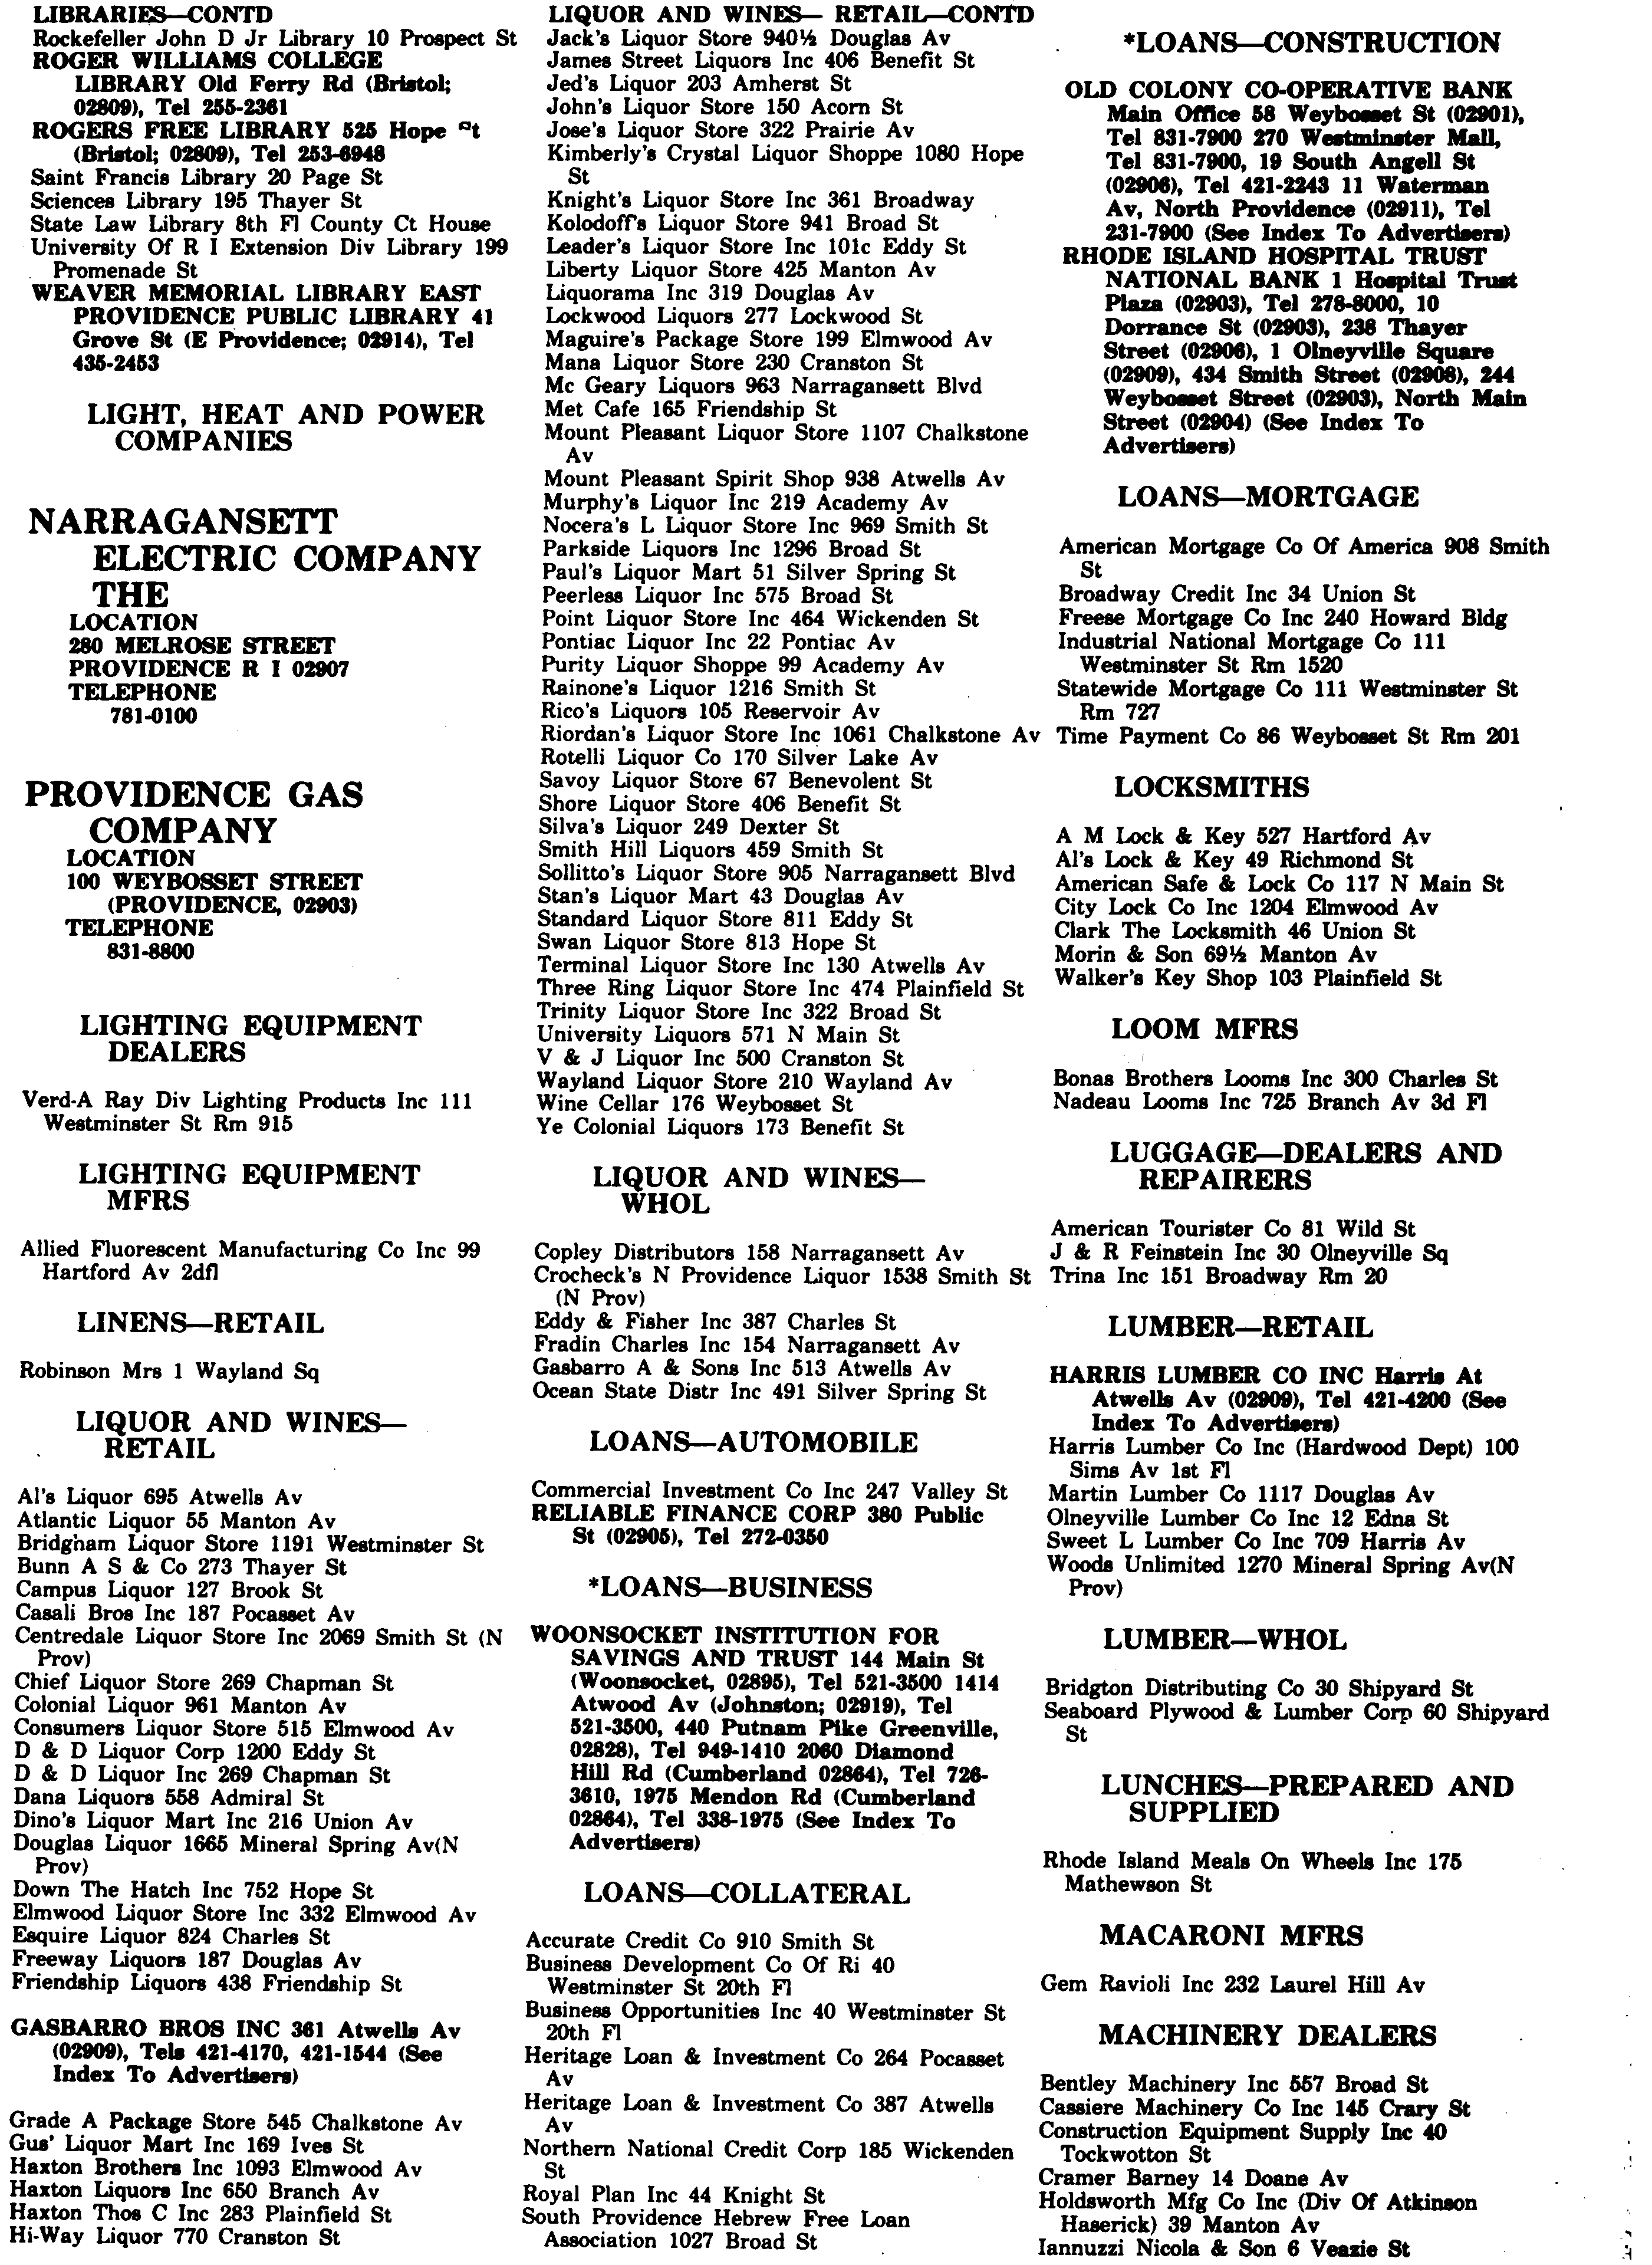 LIBRARIES—CONTD
Rockefeller John D Jr Library 10 Prospect St
ROGER WILLIAMS COLLEGE
LIBRARY Old Ferry Rd (Bristol;
02809), Tel 255-2361
ROGERS FREE LIBRARY 525 Hope St
(Bristol; 02809), Tel 253-6948
Saint Francis Library 20 Page St
Sciences Library 195 Thayer St
State Law Library 8th Fl County Ct House
University Of R I Extension Div Library 199
Promenade St
WEAVER MEMORIAL LIBRARY EAST
PROVIDENCE PUBLIC LIBRARY 41
Grove St (E Providence; 02914), Tel
435-2453
LIGHT, HEAT AND POWER
COMPANIES
NARRAGANSETT
ELECTRIC COMPANY
THE
LOCATION
280 MELROSE STREET
PROVIDENCE R I 02907
TELEPHONE
781-0100
PROVIDENCE GAS
COMPANY
LOCATION
100 WEYBOSSET STREET
(PROVIDENCE, 02903)
TELEPHONE
831-8800
LIGHTING EQUIPMENT
DEALERS
Verd-A Ray Div Lighting Products Inc 111
Westminster St Rm 915
LIGHTING EQUIPMENT
MFRS
Allied Fluorescent Manufacturing Co Inc 99
Hartford Av 2dfl
LINENS—RETAIL
Robinson Mrs 1 Wayland Sq
LIQUOR AND WINES—
RETAIL
Al's Liquor 695 Atwells Av
Atlantic Liquor 55 Manton Av
Bridgham Liquor Store 1191 Westminster St
Bunn A S & Co 273 Thayer St
Campus Liquor 127 Brook St
Casali Bros Inc 187 Pocasset Av
Centredale Liquor Store Inc 2069 Smith St (N
Prov)
Chief Liquor Store 269 Chapman St
Colonial Liquor 961 Manton Av
Consumers Liquor Store 515 Elmwood Av
D & D Liquor Corp 1200 Eddy St
D & D Liquor Inc 269 Chapman St
Dana Liquors 558 Admiral St
Dino's Liquor Mart Inc 216 Union Av
Douglas Liquor 1665 Mineral Spring Av(N
Prov)
Down The Hatch Inc 752 Hope St
Elmwood Liquor Store Inc 332 Elmwood Av
Esquire Liquor 824 Charles St
Freeway Liquors 187 Douglas Av
Friendship Liquors 438 Friendship St
GASBARRO BROS INC 361 Atwells Av
(02909), Tels 421-4170, 421-1544 (See
Index To Advertisers)
Grade A Package Store 545 Chalkstone Av
Gus' Liquor Mart Inc 169 Ives St
Haxton Brothers Inc 1093 Elmwood Av
Haxton Liquors Inc 650 Branch Av
Haxton Thos C Inc 283 Plainfield St
Hi-Way Liquor 770 Cranston St
LIQUOR AND WINES— RETAIL—CONTD
Jack's Liquor Store 940½ Douglas Av
James Street Liquors Inc 406 Benefit St
Jed's Liquor 203 Amherst St
John's Liquor Store 150 Acorn St
Jose's Liquor Store 322 Prairie Av
Kimberly's Crystal Liquor Shoppe 1080 Hope
St
Knight's Liquor Store Inc 361 Broadway
Kolodoff's Liquor Store 941 Broad St
Leader's Liquor Store Inc 101c Eddy St
Liberty Liquor Store 425 Manton Av
Liquorama Inc 319 Douglas Av
Lockwood Liquors 277 Lockwood St
Maguire's Package Store 199 Elmwood Av
Mana Liquor Store 230 Cranston St
Mc Geary Liquors 963 Narragansett Blvd
Met Cafe 165 Friendship St
Mount Pleasant Liquor Store 1107 Chalkstone
Av
Mount Pleasant Spirit Shop 938 Atwells Av
Murphy's Liquor Inc 219 Academy Av
Nocera's L Liquor Store Inc 969 Smith St
Parkside Liquors Inc 1296 Broad St
Paul's Liquor Mart 51 Silver Spring St
Peerless Liquor Inc 575 Broad St
Point Liquor Store Inc 464 Wickenden St
Pontiac Liquor Inc 22 Pontiac Av
Purity Liquor Shoppe 99 Academy Av
Rainone's Liquor 1216 Smith St
Rico's Liquors 105 Reservoir Av
Riordan's Liquor Store Inc 1061 Chalkstone Av
Rotelli Liquor Co 170 Silver Lake Av
Savoy Liquor Store 67 Benevolent St
Shore Liquor Store 406 Benefit St
Silva's Liquor 249 Dexter St
Smith Hill Liquors 459 Smith St
Sollitto's Liquor Store 905 Narragansett Blvd
Stan's Liquor Mart 43 Douglas Av
Standard Liquor Store 811 Eddy St
Swan Liquor Store 813 Hope St
Terminal Liquor Store Inc 130 Atwells Av
Three Ring Liquor Store Inc 474 Plainfield St
Trinity Liquor Store Inc 322 Broad St
University Liquors 571 N Main St
V & J Liquor Inc 500 Cranston St
Wayland Liquor Store 210 Wayland Av
Wine Cellar 176 Weybosset St
Ye Colonial Liquors 173 Benefit St
LIQUOR AND WINES—
WHOL
Copley Distributors 158 Narragansett Av
Crocheck's N Providence Liquor 1538 Smith St
(N Prov)
Eddy & Fisher Inc 387 Charles St
Fradin Charles Inc 154 Narragansett Av
Gasbarro A & Sons Inc 513 Atwells Av
Ocean State Distr Inc 491 Silver Spring St
LOANS—AUTOMOBILE
Commercial Investment Co Inc 247 Valley St
RELIABLE FINANCE CORP 380 Public
St (02905), Tel 272-0350
*LOANS—BUSINESS
WOONSOCKET INSTITUTION FOR
SAVINGS AND TRUST 144 Main St
(Woonsocket, 02895), Tel 521-3500 1414
Atwood Av (Johnston; 02919), Tel
521-3500, 440 Putnam Pike Greenville,
02828), Tel 949-1410 2060 Diamond
Hill Rd (Cumberland 02864), Tel 726-
3610, 1975 Mendon Rd (Cumberland
02864), Tel 338-1975 (See Index To
Advertisers)
LOANS—COLLATERAL
Accurate Credit Co 910 Smith St
Business Development Co Of Ri 40
Westminster St 20th Fl
Business Opportunities Inc 40 Westminster St
20th Fl
Heritage Loan & Investment Co 264 Pocasset
Av
Heritage Loan & Investment Co 387 Atwells
Av
Northern National Credit Corp 185 Wickenden
St
Royal Plan Inc 44 Knight St
South Providence Hebrew Free Loan
Association 1027 Broad St
*LOANS—CONSTRUCTION
OLD COLONY CO-OPERATIVE BANK
Main Office 58 Weybosset St (02901),
Tel 831-7900 270 Westminster Mall,
Tel 831-7900, 19 South Angell St
(02906), Tel 421-2243 11 Waterman
Av, North Providence (02911), Tel
231-7900 (See Index To Advertisers)
RHODE ISLAND HOSPITAL TRUST
NATIONAL BANK 1 Hospital Trust
Plaza (02903), Tel 278-8000, 10
Dorrance St (02903), 238 Thayer
Street (02906), 1 Olneyville Square
(02909), 434 Smith Street (02908), 244
Weybosset Street (02903), North Main
Street (02904) (See Index To
Advertisers)
LOANS—MORTGAGE
American Mortgage Co Of America 908 Smith
St
Broadway Credit Inc 34 Union St
Freese Mortgage Co Inc 240 Howard Bldg
Industrial National Mortgage Co 111
Westminster St Rm 1520
Statewide Mortgage Co 111 Westminster St
Rm 727
Time Payment Co 86 Weybosset St Rm 201
LOCKSMITHS
A M Lock & Key 527 Hartford Av
Al's Lock & Key 49 Richmond St
American Safe & Lock Co 117 N Main St
City Lock Co Inc 1204 Elmwood Av
Clark The Locksmith 46 Union St
Morin & Son 69½ Manton Av
Walker's Key Shop 103 Plainfield St
LOOM MFRS
Bonas Brothers Looms Inc 300 Charles St
Nadeau Looms Inc 725 Branch Av 3d Fl
LUGGAGE—DEALERS AND
REPAIRERS
American Tourister Co 81 Wild St
J & R Feinstein Inc 30 Olneyville Sq
Trina Inc 151 Broadway Rm 20
LUMBER—RETAIL
HARRIS LUMBER CO INC Harris At
Atwells Av (02909), Tel 421-4200 (See
Index To Advertisers)
Harris Lumber Co Inc (Hardwood Dept) 100
Sims Av 1st Fl
Martin Lumber Co 1117 Douglas Av
Olneyville Lumber Co Inc 12 Edna St
Sweet L Lumber Co Inc 709 Harris Av
Woods Unlimited 1270 Mineral Spring Av(N
Prov)
LUMBER—WHOL
Bridgton Distributing Co 30 Shipyard St
Seaboard Plywood & Lumber Corp 60 Shipyard
St
LUNCHES—PREPARED AND
SUPPLIED
Rhode Island Meals On Wheels Inc 175
Mathewson St
MACARONI MFRS
Gem Ravioli Inc 232 Laurel Hill Av
MACHINERY DEALERS
Bentley Machinery Inc 557 Broad St
Cassiere Machinery Co Inc 145 Crary St
Construction Equipment Supply Inc 40
Tockwotton St
Cramer Barney 14 Doane Av
Holdsworth Mfg Co Inc (Div Of Atkinson
Haserick) 39 Manton Av
Iannuzzi Nicola & Son 6 Veazie St